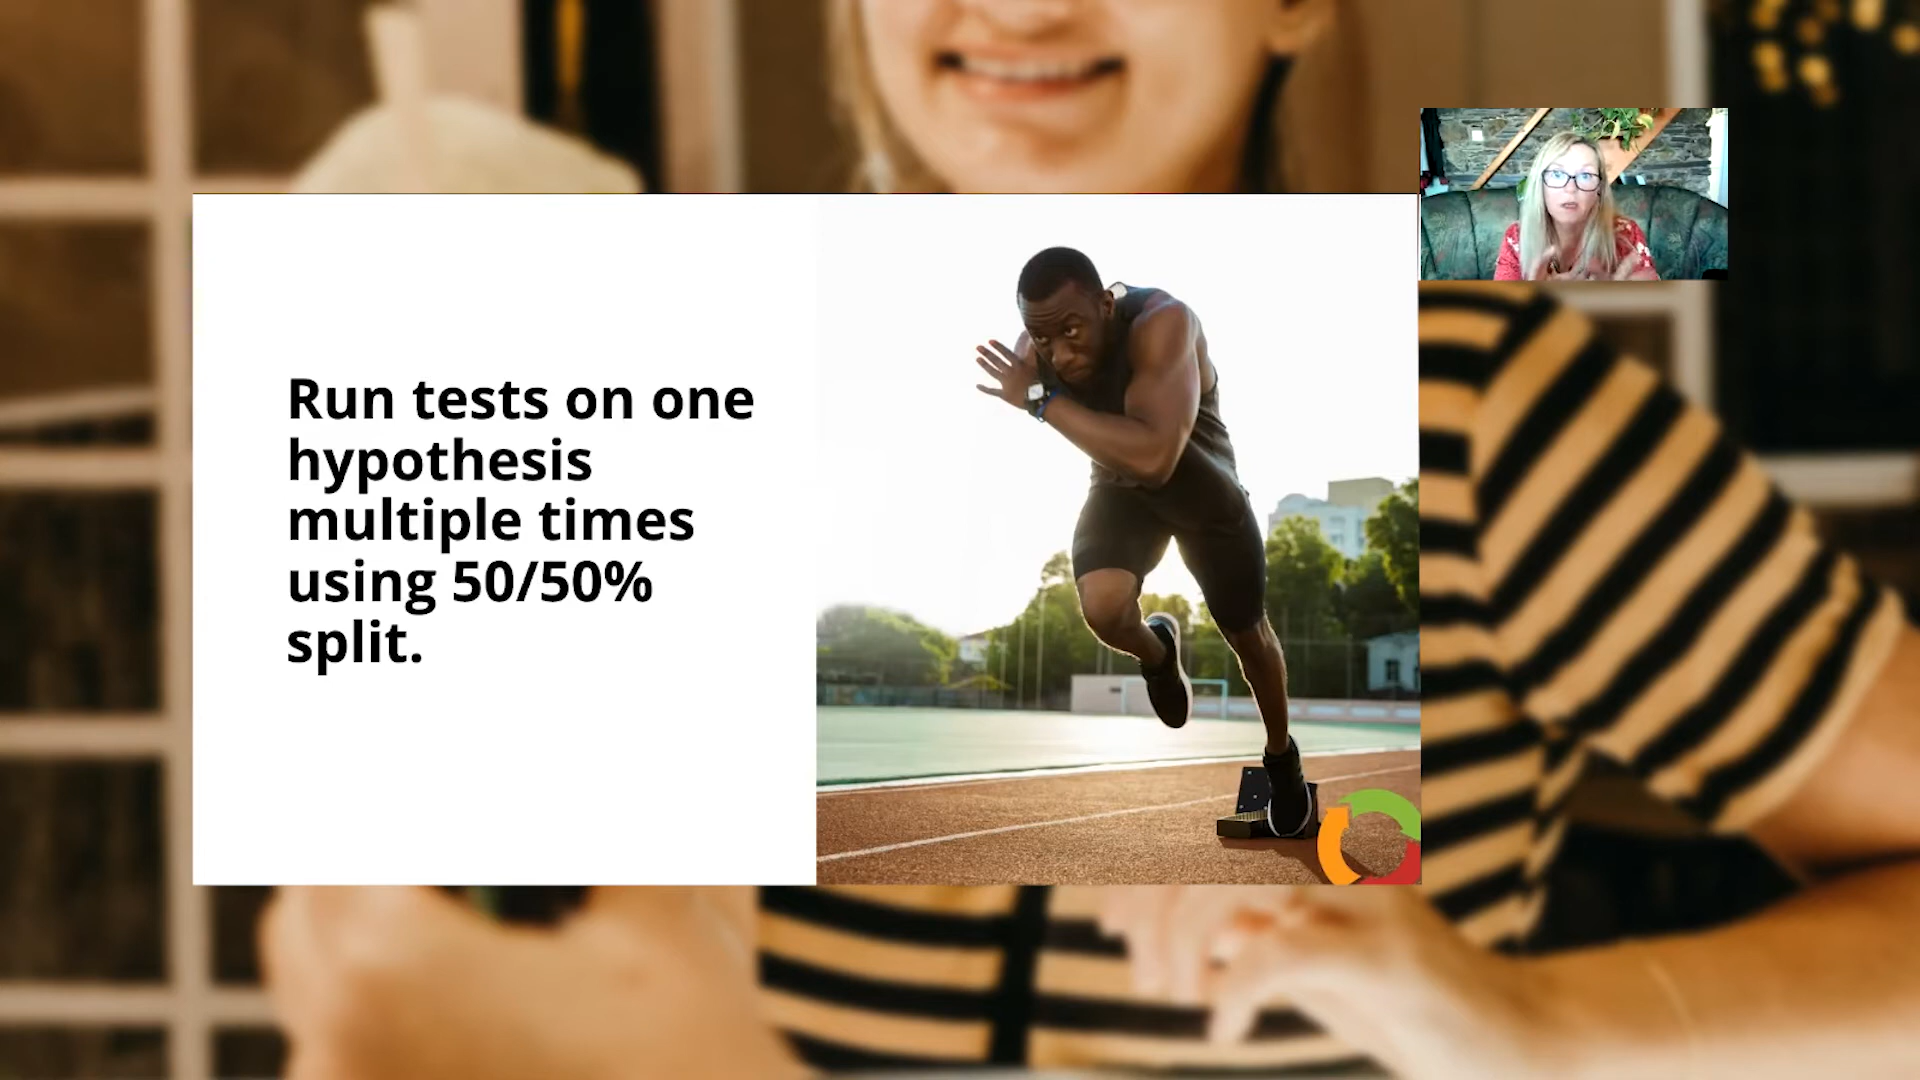 Run tests on one
hypothesis
multiple times
using 50/50%
split.